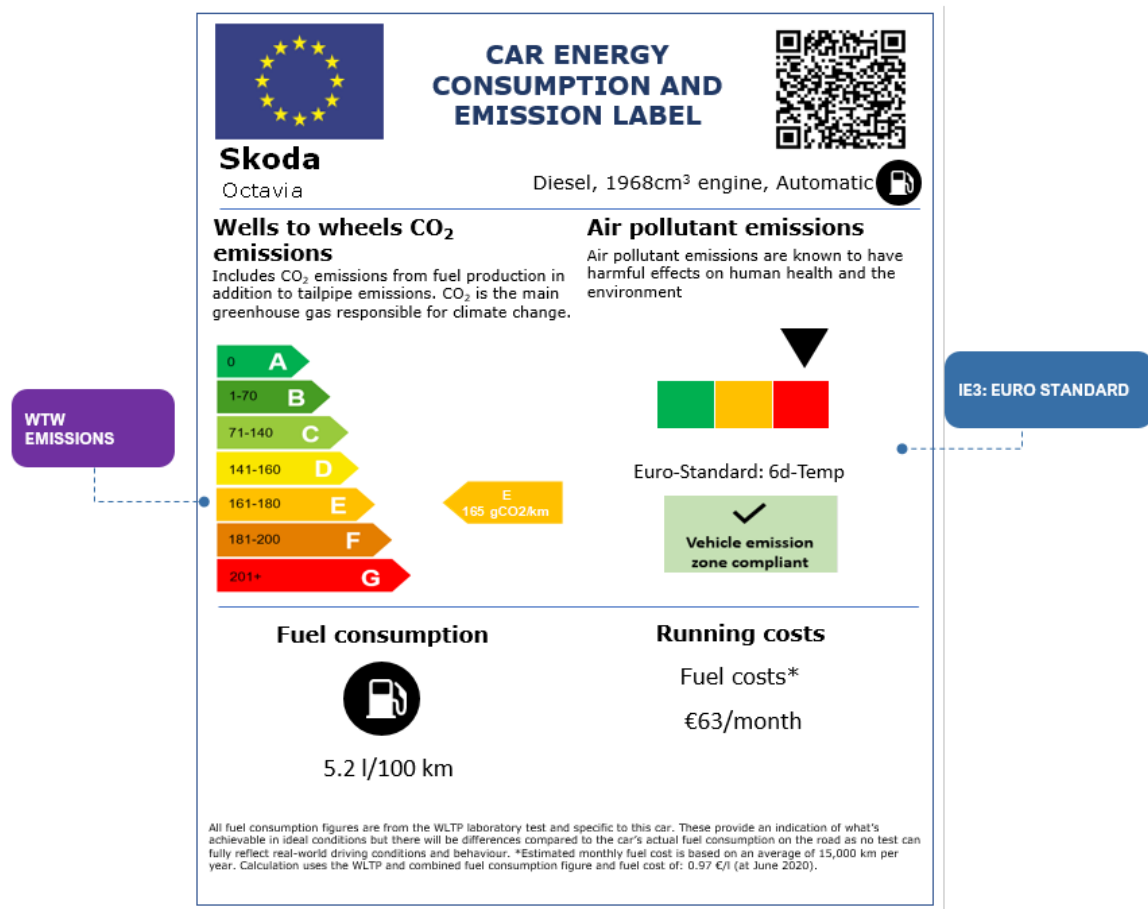 CAR ENERGY
CONSUMPTION AND
EMISSION LABEL
Skoda
Octavia
Diesel, 1968cm³ engine, Automatic
Wells to wheels CO₂
emissions
Includes CO₂ emissions from fuel production in
addition to tailpipe emissions. CO₂ is the main
greenhouse gas responsible for climate change.
Air pollutant emissions
Air pollutant emissions are known to have
harmful effects on human health and the
environment
0 A
1-70 B
71-140 C
141-160 D
161-180 E
181-200 F
201+ G
E
165 gCO2/km
WTW
EMISSIONS
IE3: EURO STANDARD
Euro-Standard: 6d-Temp
Vehicle emission
zone compliant
Fuel consumption
5.2 l/100 km
Running costs
Fuel costs*
€63/month
All fuel consumption figures are from the WLTP laboratory test and specific to this car. These provide an indication of what's
achievable in ideal conditions but there will be differences compared to the car's actual fuel consumption on the road as no test can
fully reflect real-world driving conditions and behaviour. *Estimated monthly fuel cost is based on an average of 15,000 km per
year. Calculation uses the WLTP and combined fuel consumption figure and fuel cost of: 0.97 €/l (at June 2020).